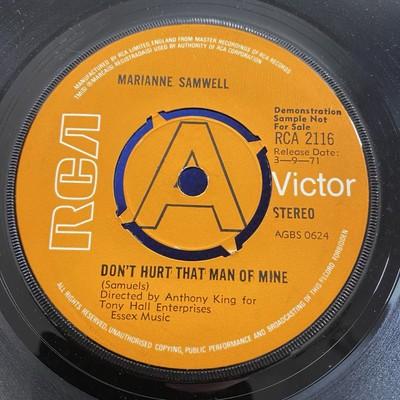 MANUFACTURED BY RCA LIMITED, ENGLAND FROM MASTER RECORDINGS OF RCA RECORDS
TMK(S) ® MARCA(S) REGISTRADA(S) USED BY AUTHORITY OF RCA CORPORATION
MARIANNE SAMWELL
Demonstration
Sample Not
For Sale
RCA 2116
Release Date:
3-9-71
RCA
A
Victor
STEREO
AGBS 0624
DON'T HURT THAT MAN OF MINE
(Samuels)
Directed by Anthony King for
Tony Hall Enterprises
Essex Music
ALL RIGHTS RESERVED, UNAUTHORISED COPYING, PUBLIC PERFORMANCE AND BROADCASTING OF THIS RECORD FORBIDDEN